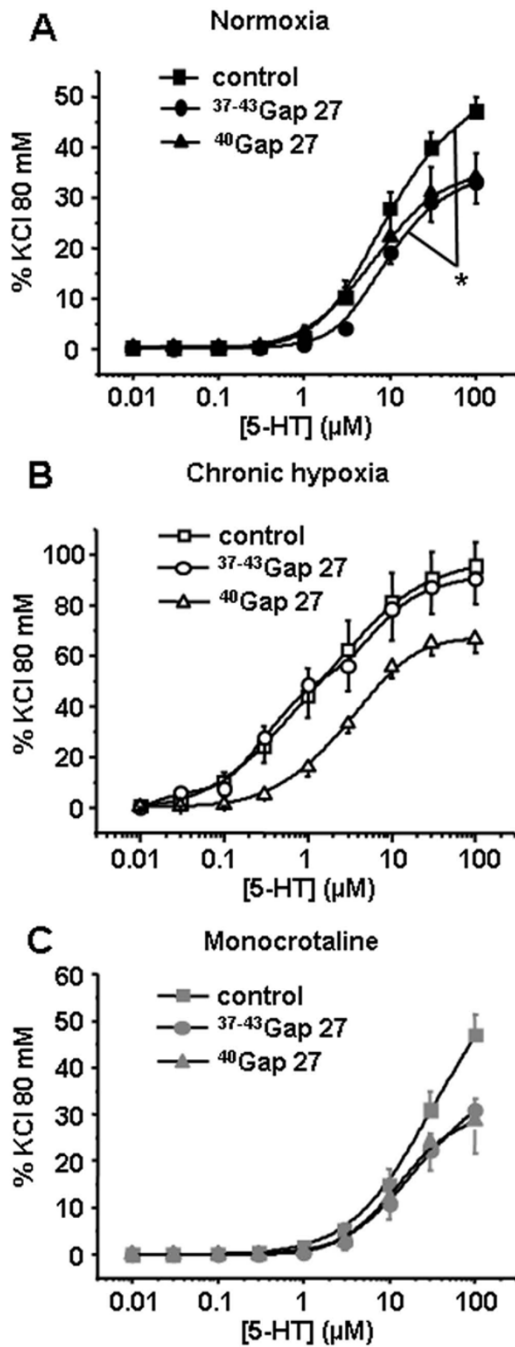 A
Normoxia
control
37-43Gap 27
40Gap 27
% KCl 80 mM
50
40
30
20
10
0
*
0.01 0.1 1 10 100
[5-HT] (µM)
B
Chronic hypoxia
control
37-43Gap 27
40Gap 27
% KCl 80 mM
100
80
60
40
20
0
0.01 0.1 1 10 100
[5-HT] (µM)
C
Monocrotaline
control
37-43Gap 27
40Gap 27
% KCl 80 mM
60
50
40
30
20
10
0
0.01 0.1 1 10 100
[5-HT] (µM)